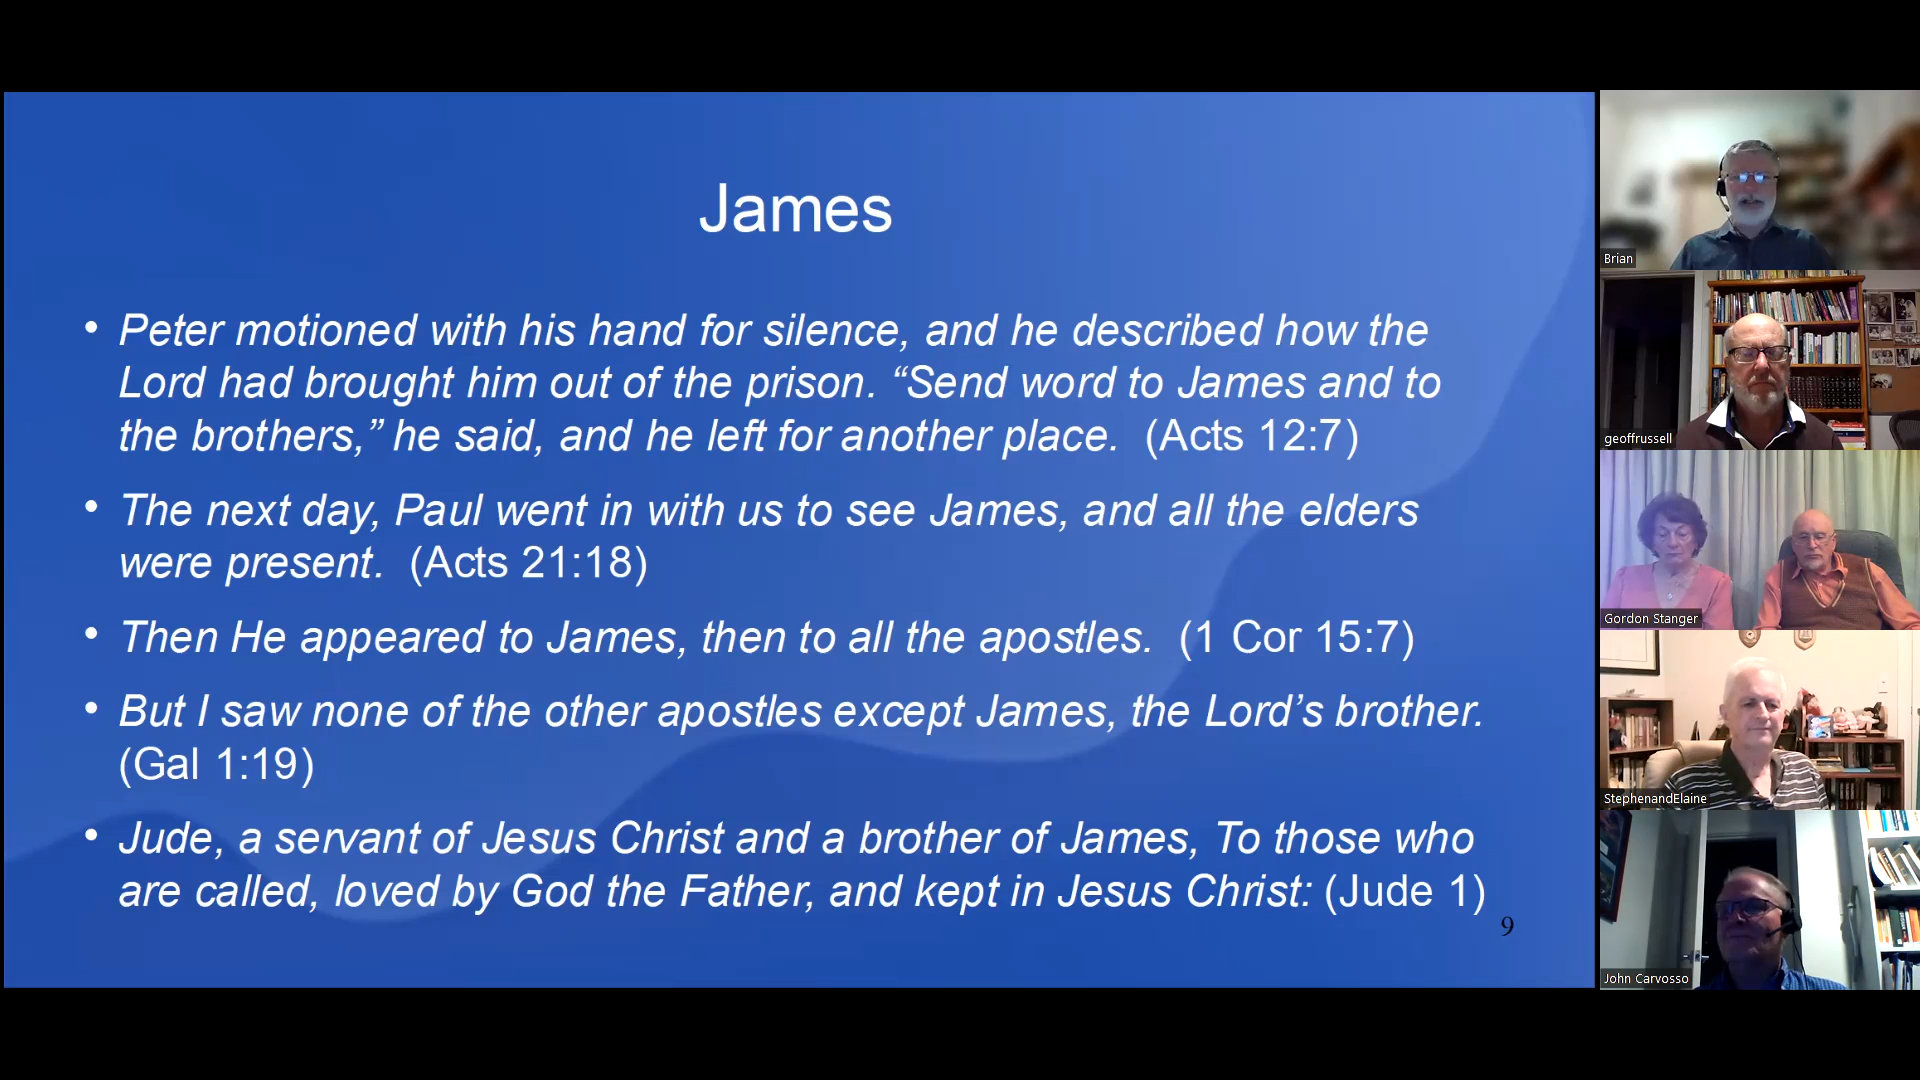 James
• Peter motioned with his hand for silence, and he described how the
Lord had brought him out of the prison. “Send word to James and to
the brothers,” he said, and he left for another place. (Acts 12:7)
• The next day, Paul went in with us to see James, and all the elders
were present. (Acts 21:18)
• Then He appeared to James, then to all the apostles. (1 Cor 15:7)
• But I saw none of the other apostles except James, the Lord’s brother.
(Gal 1:19)
• Jude, a servant of Jesus Christ and a brother of James, To those who
are called, loved by God the Father, and kept in Jesus Christ: (Jude 1)
9
Brian
geoffrussell
Gordon Stanger
StephenandElaine
John Carvosso